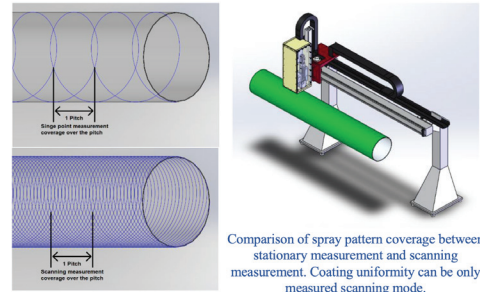 1 Pitch
Singe point measurement
coverage over the pitch
1 Pitch
Scanning measurement
coverage over the pitch
Comparison of spray pattern coverage between
stationary measurement and scanning
measurement. Coating uniformity can be only
measured scanning mode.